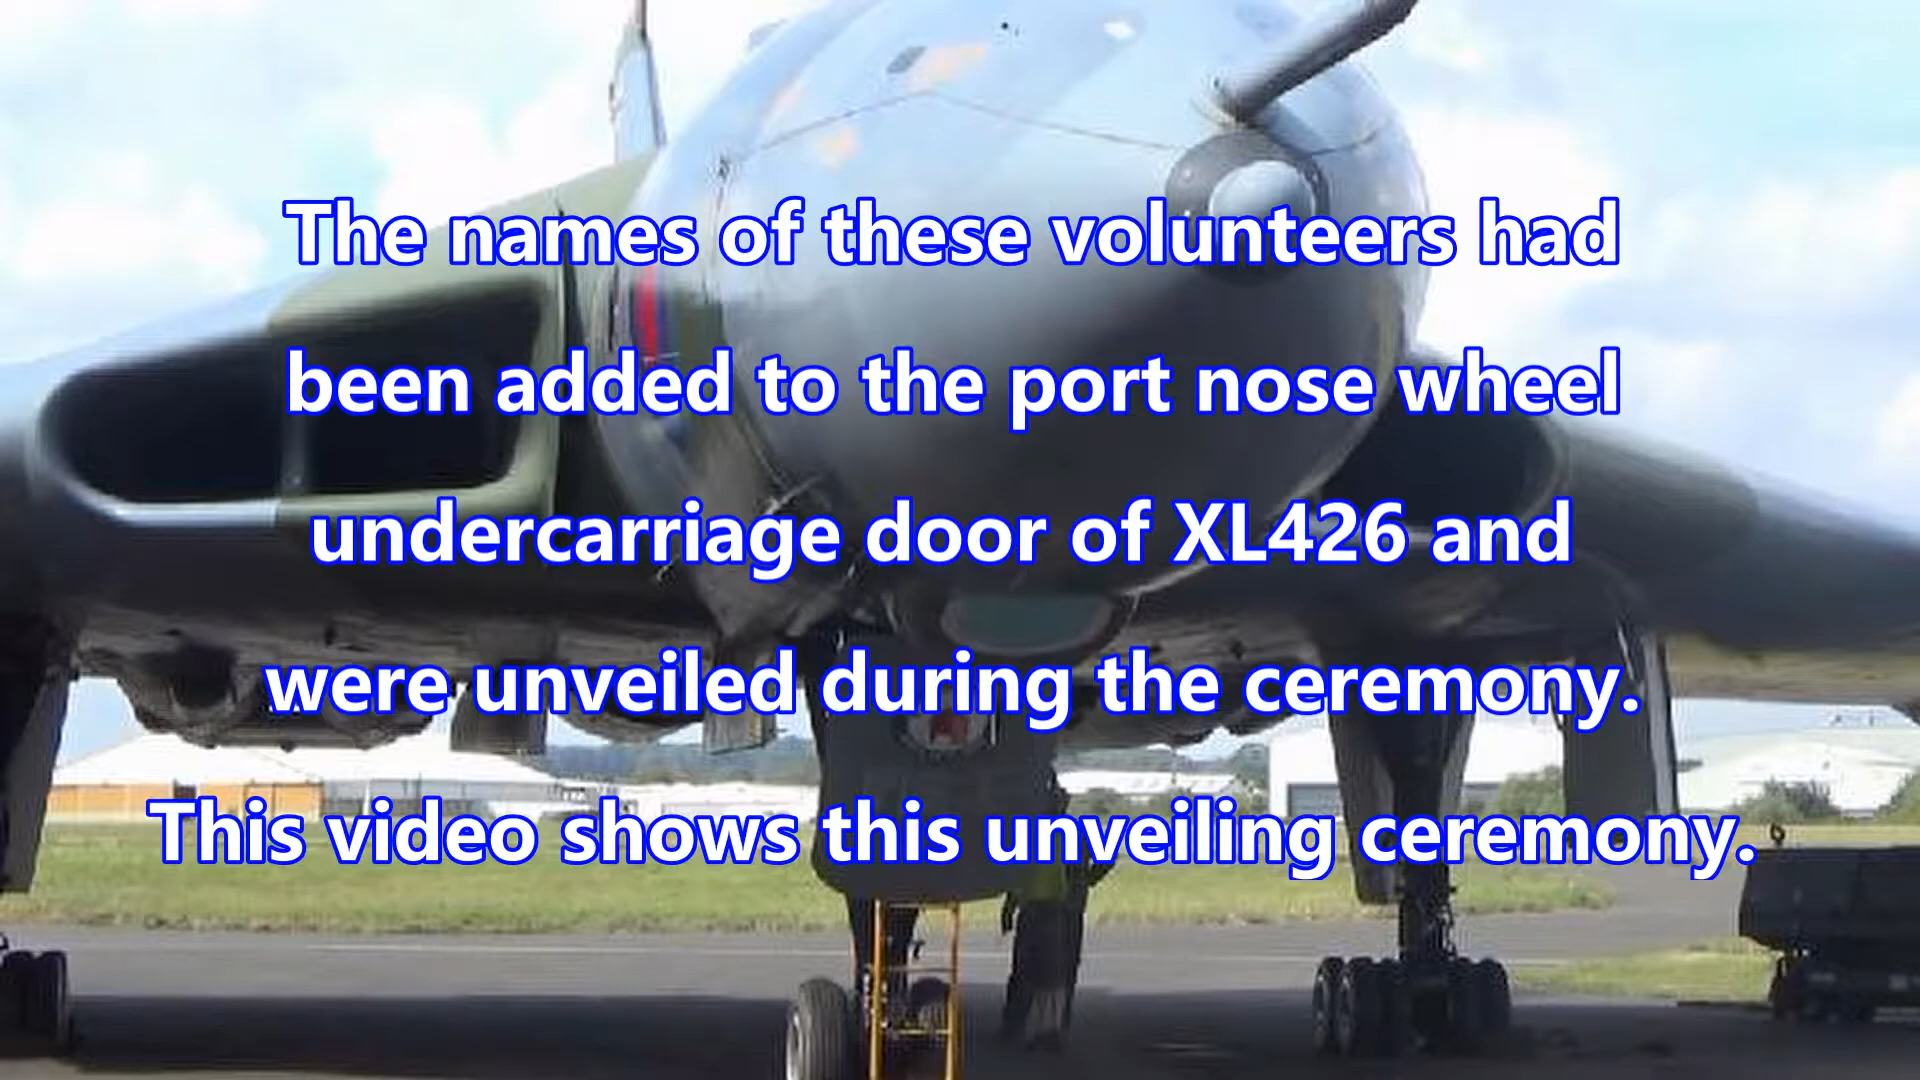 The names of these volunteers had
been added to the port nose wheel
undercarriage door of XL426 and
were unveiled during the ceremony.
This video shows this unveiling ceremony.